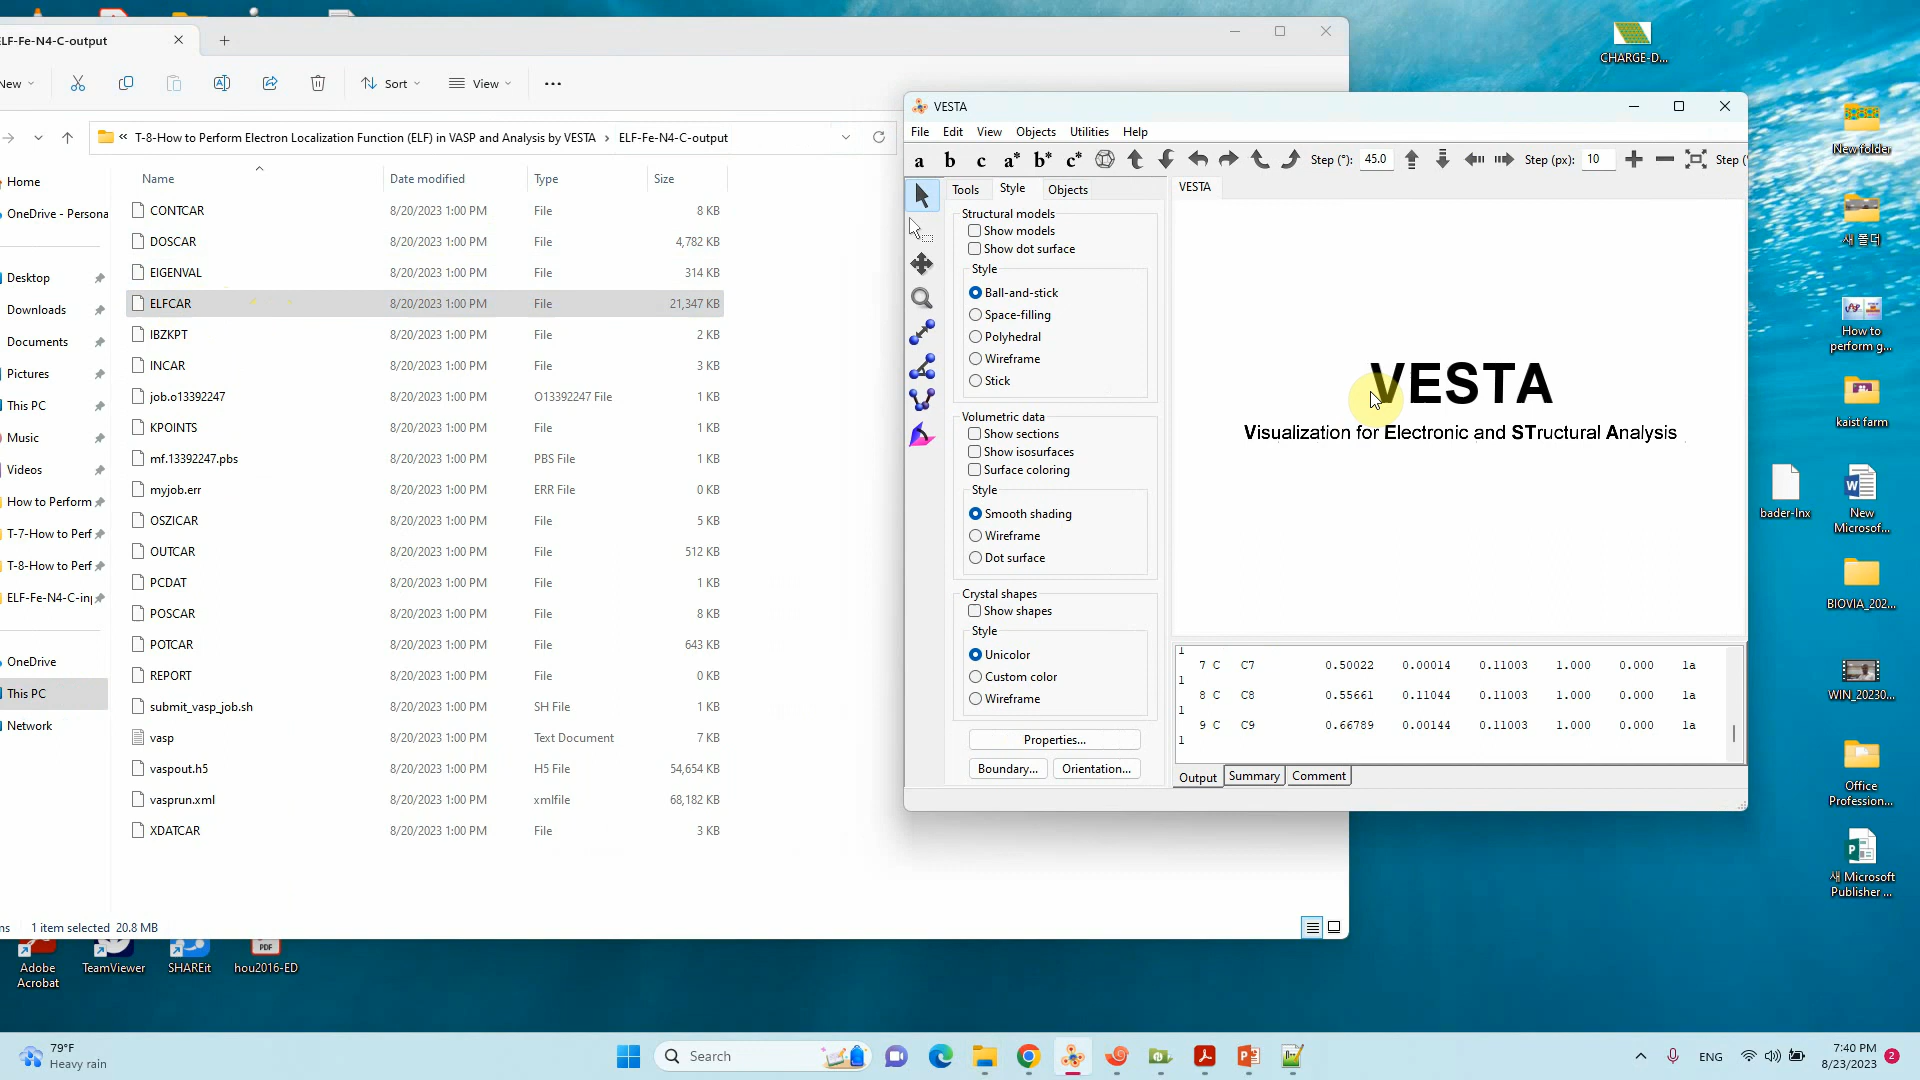 ELF-Fe-N4-C-output
New
Sort
View
T-8-How to Perform Electron Localization Function (ELF) in VASP and Analysis by VESTA
ELF-Fe-N4-C-output
Home
OneDrive - Persona
Desktop
Downloads
Documents
Pictures
This PC
Music
Videos
How to Perform
T-7-How to Perf
T-8-How to Perf
ELF-Fe-N4-C-in
OneDrive
This PC
Network
Name Date modified Type Size
CONTCAR 8/20/2023 1:00 PM File 8 KB
DOSCAR 8/20/2023 1:00 PM File 4,782 KB
EIGENVAL 8/20/2023 1:00 PM File 314 KB
ELFCAR 8/20/2023 1:00 PM File 21,347 KB
IBZKPT 8/20/2023 1:00 PM File 2 KB
INCAR 8/20/2023 1:00 PM File 3 KB
job.o13392247 8/20/2023 1:00 PM O13392247 File 1 KB
KPOINTS 8/20/2023 1:00 PM File 1 KB
mf.13392247.pbs 8/20/2023 1:00 PM PBS File 1 KB
myjob.err 8/20/2023 1:00 PM ERR File 0 KB
OSZICAR 8/20/2023 1:00 PM File 5 KB
OUTCAR 8/20/2023 1:00 PM File 512 KB
PCDAT 8/20/2023 1:00 PM File 1 KB
POSCAR 8/20/2023 1:00 PM File 8 KB
POTCAR 8/20/2023 1:00 PM File 643 KB
REPORT 8/20/2023 1:00 PM File 0 KB
submit_vasp_job.sh 8/20/2023 1:00 PM SH File 1 KB
vasp 8/20/2023 1:00 PM Text Document 7 KB
vaspout.h5 8/20/2023 1:00 PM H5 File 54,654 KB
vasprun.xml 8/20/2023 1:00 PM xmlfile 68,182 KB
XDATCAR 8/20/2023 1:00 PM File 3 KB
1 item selected 20.8 MB
VESTA
File Edit View Objects Utilities Help
a b c a* b* c* Step (°): 45.0 Step (px): 10 Step (
Tools Style Objects
Structural models
Show models
Show dot surface
Style
Ball-and-stick
Space-filling
Polyhedral
Wireframe
Stick
Volumetric data
Show sections
Show isosurfaces
Surface coloring
Style
Smooth shading
Wireframe
Dot surface
Crystal shapes
Show shapes
Style
Unicolor
Custom color
Wireframe
Properties...
Boundary... Orientation...
VESTA
VESTA
Visualization for Electronic and STructural Analysis
1
7 C C7 0.50022 0.00014 0.11003 1.000 0.000 1a
1
8 C C8 0.55661 0.11044 0.11003 1.000 0.000 1a
1
9 C C9 0.66789 0.00144 0.11003 1.000 0.000 1a
1
Output Summary Comment
CHARGE-D...
New folder
새 폴더
How to
perform g...
kaist farm
bader-lnx
New
Microsof...
BIOVIA_202...
WIN_20230...
Office
Profession...
새 Microsoft
Publisher ...
Adobe
Acrobat
TeamViewer
SHAREit
PDF
hou2016-ED
79°F
Heavy rain
Search
ENG
7:40 PM
8/23/2023
2